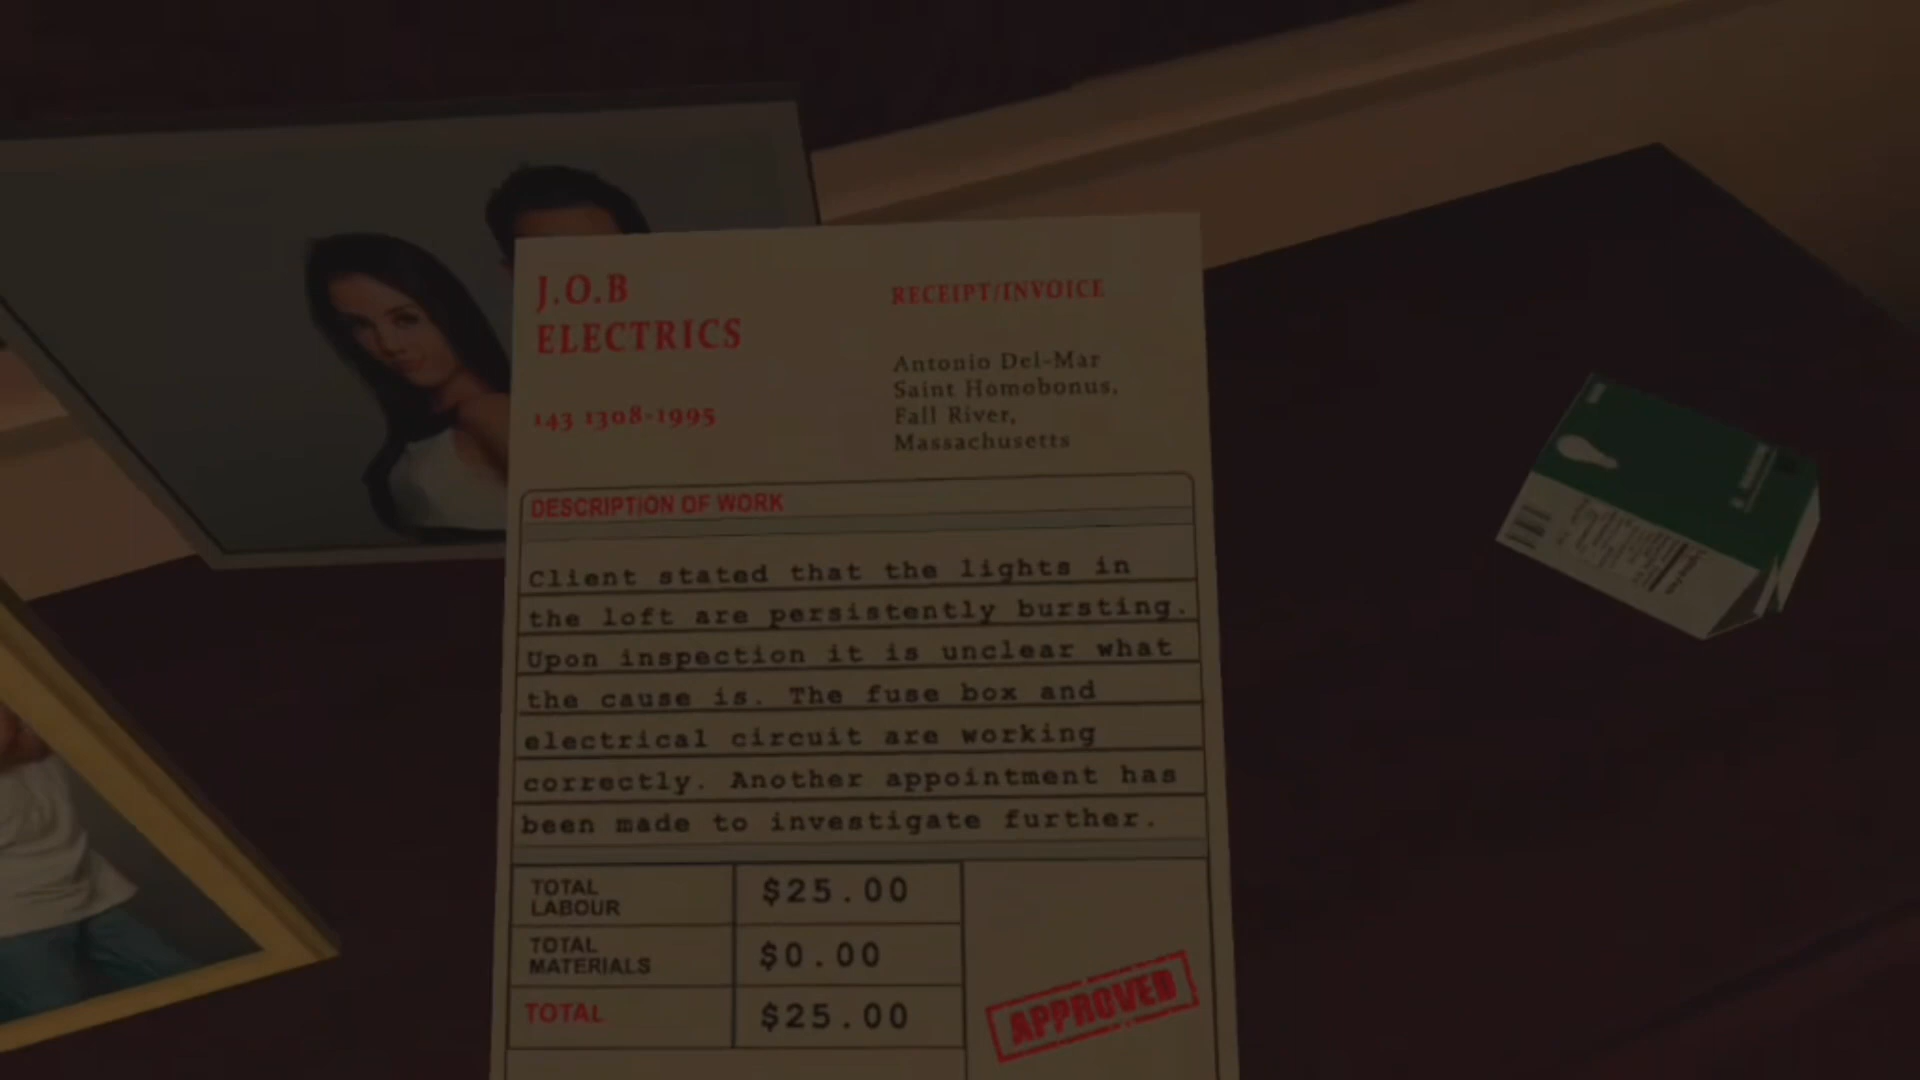 J.O.B
ELECTRICS
143 1308-1995
RECEIPT/INVOICE
Antonio Del-Mar
Saint Homobonus,
Fall River,
Massachusetts
DESCRIPTION OF WORK
Client stated that the lights in
the loft are persistently bursting.
Upon inspection it is unclear what
the cause is. The fuse box and
electrical circuit are working
correctly. Another appointment has
been made to investigate further.
TOTAL
LABOUR
$25.00
TOTAL
MATERIALS
$0.00
TOTAL
$25.00
APPROVED